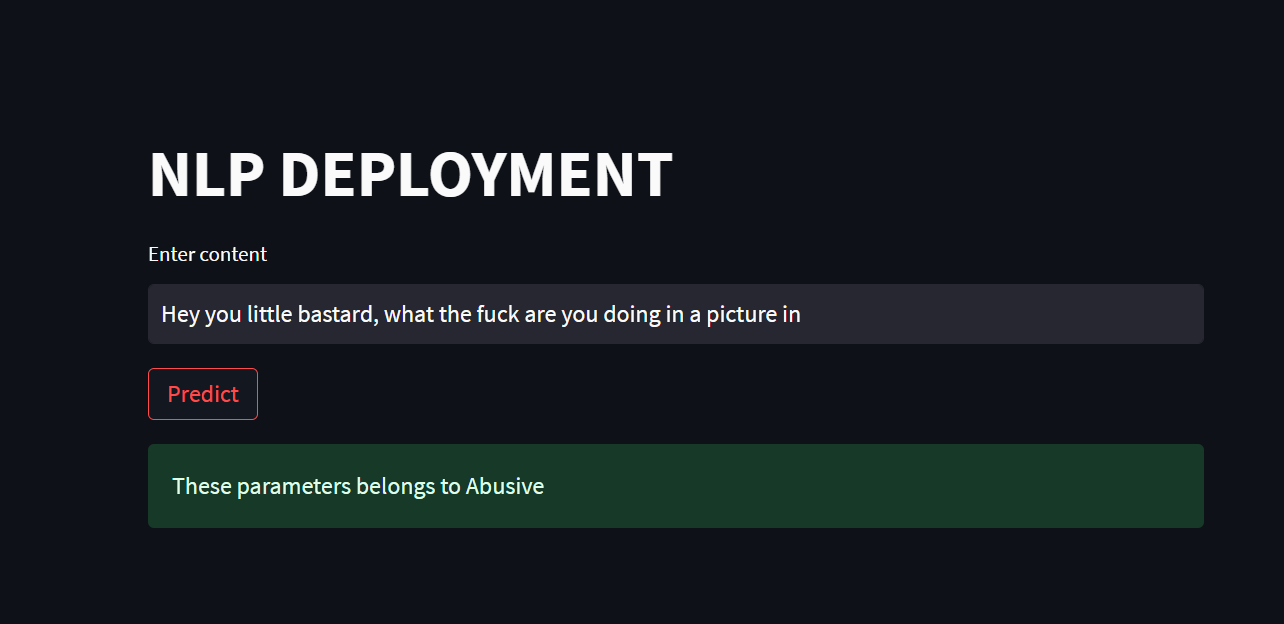 NLP DEPLOYMENT
Enter content
Hey you little bastard, what the fuck are you doing in a picture in
Predict
These parameters belongs to Abusive